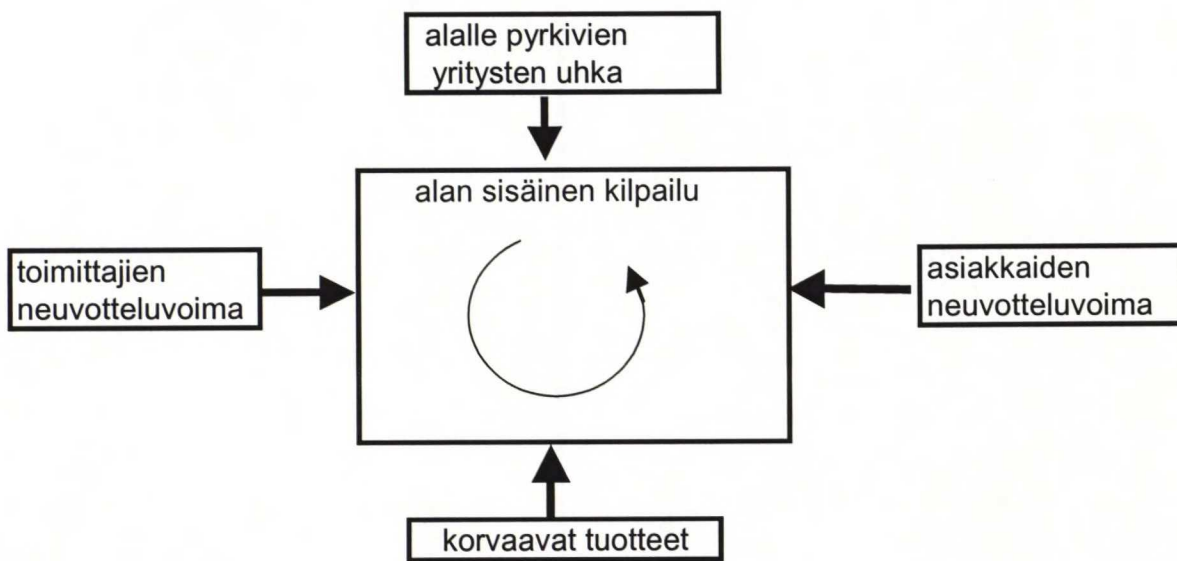 alalle pyrkivien
yritysten uhka
alan sisäinen kilpailu
toimittajien
neuvotteluvoima
asiakkaiden
neuvotteluvoima
korvaavat tuotteet